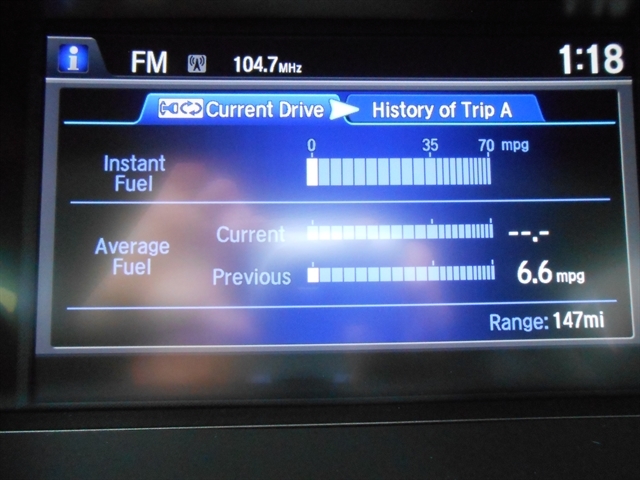 i FM 104.7MHz 1:18
Current Drive History of Trip A
0 35 70 mpg
Instant
Fuel
Average
Fuel
Current --.-
Previous 6.6 mpg
Range: 147mi